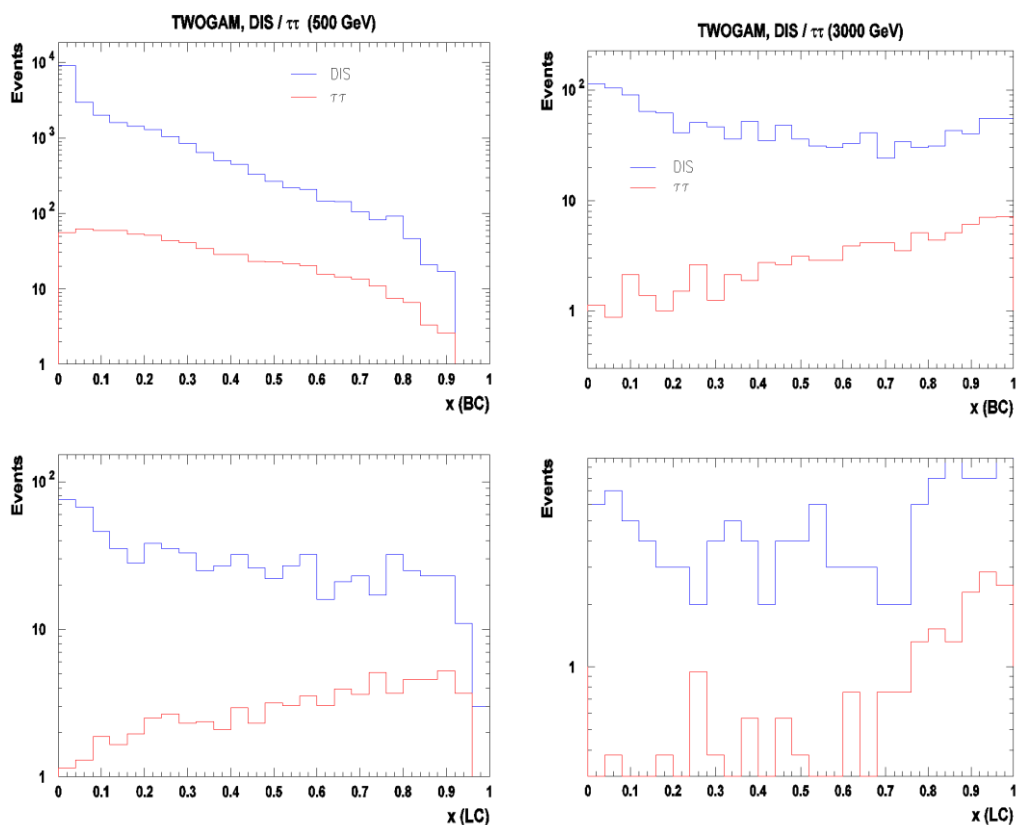 TWOGAM, DIS / ττ (500 GeV)
Events
10⁴
10³
10²
10
1
DIS
ττ
0 0.1 0.2 0.3 0.4 0.5 0.6 0.7 0.8 0.9 1
x (BC)
TWOGAM, DIS / ττ (3000 GeV)
Events
10²
10
1
DIS
ττ
0 0.1 0.2 0.3 0.4 0.5 0.6 0.7 0.8 0.9 1
x (BC)
Events
10²
10
1
0 0.1 0.2 0.3 0.4 0.5 0.6 0.7 0.8 0.9 1
x (LC)
Events
1
0 0.1 0.2 0.3 0.4 0.5 0.6 0.7 0.8 0.9 1
x (LC)